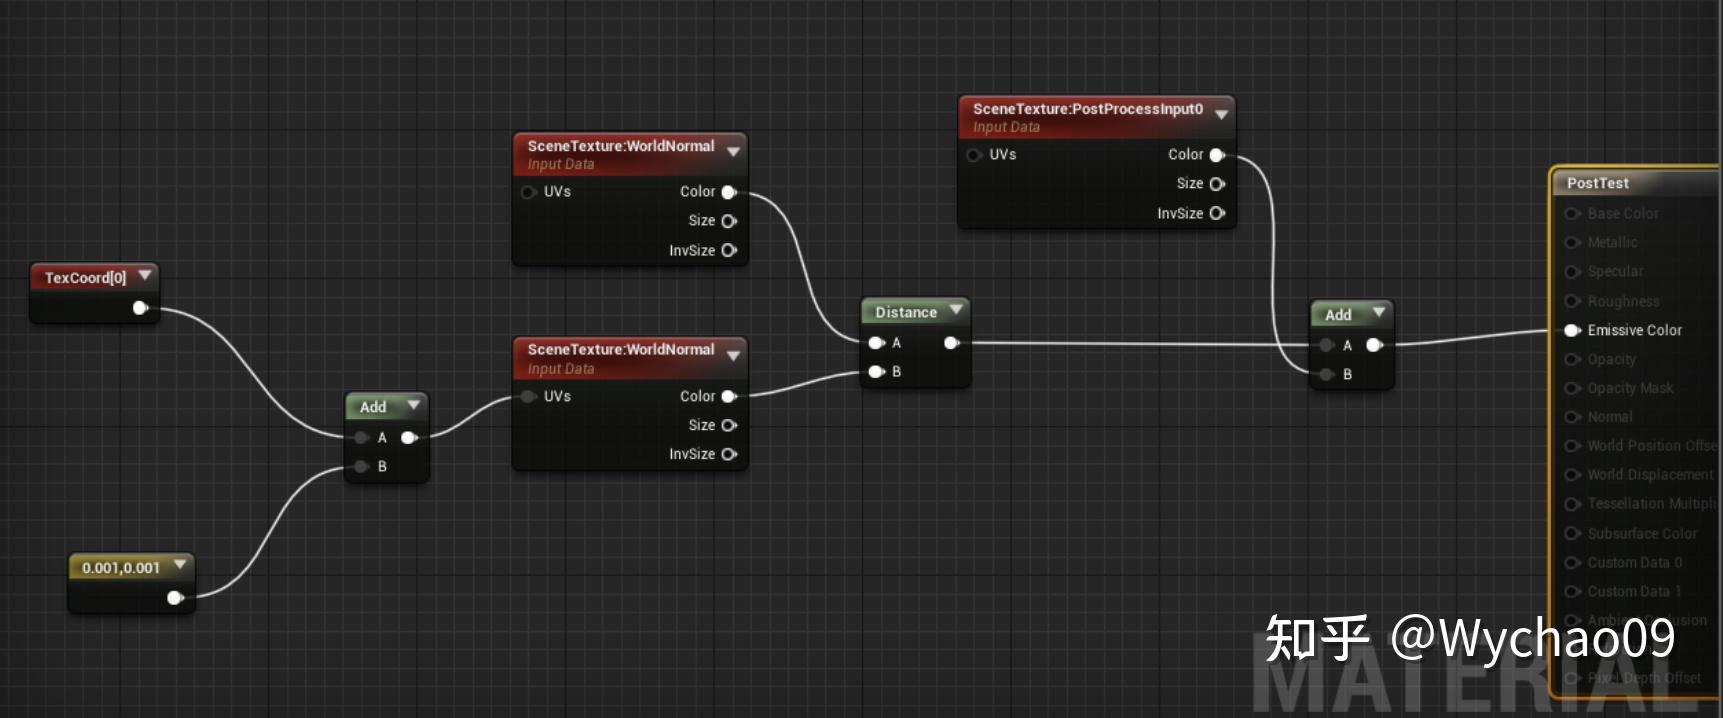 TexCoord[0]
0.001,0.001
Add
A
B
SceneTexture:WorldNormal
Input Data
UVs
Color
Size
InvSize
SceneTexture:WorldNormal
Input Data
UVs
Color
Size
InvSize
Distance
A
B
SceneTexture:PostProcessInput0
Input Data
UVs
Color
Size
InvSize
Add
A
B
PostTest
Base Color
Metallic
Specular
Roughness
Emissive Color
Opacity
Opacity Mask
Normal
World Position Offse
World Displacement
Tessellation Multipli
Subsurface Color
Custom Data 0
Custom Data 1
Pixel Depth Offset
MATERIAL
知乎 @Wychao09